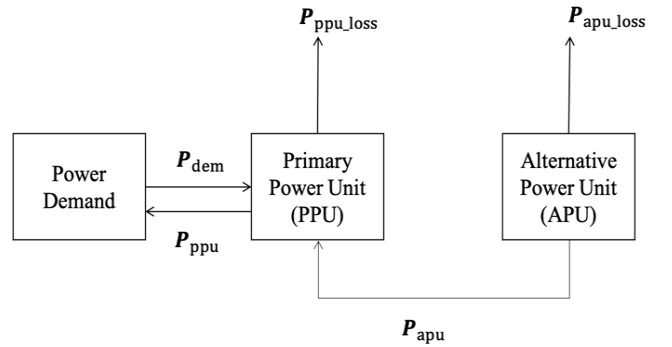 P_ppu_loss
P_apu_loss
Power
Demand
P_dem
P_ppu
Primary
Power Unit
(PPU)
Alternative
Power Unit
(APU)
P_apu